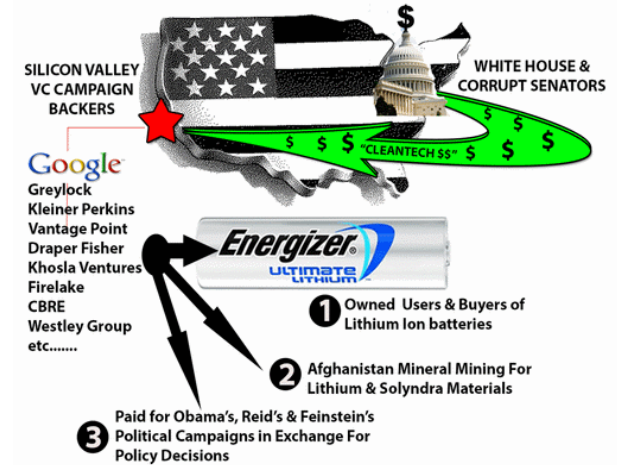 $
SILICON VALLEY
VC CAMPAIGN
BACKERS
WHITE HOUSE &
CORRUPT SENATORS
$ $ $ "CLEANTECH $$" $ $ $ $ $
Google
Greylock
Kleiner Perkins
Vantage Point
Draper Fisher
Khosla Ventures
Firelake
CBRE
Westley Group
etc.......
Energizer®
ULTIMATE
LITHIUM™
1 Owned Users & Buyers of
Lithium Ion batteries
2 Afghanistan Mineral Mining For
Lithium & Solyndra Materials
3 Paid for Obama's, Reid's & Feinstein's
Political Campaigns in Exchange For
Policy Decisions